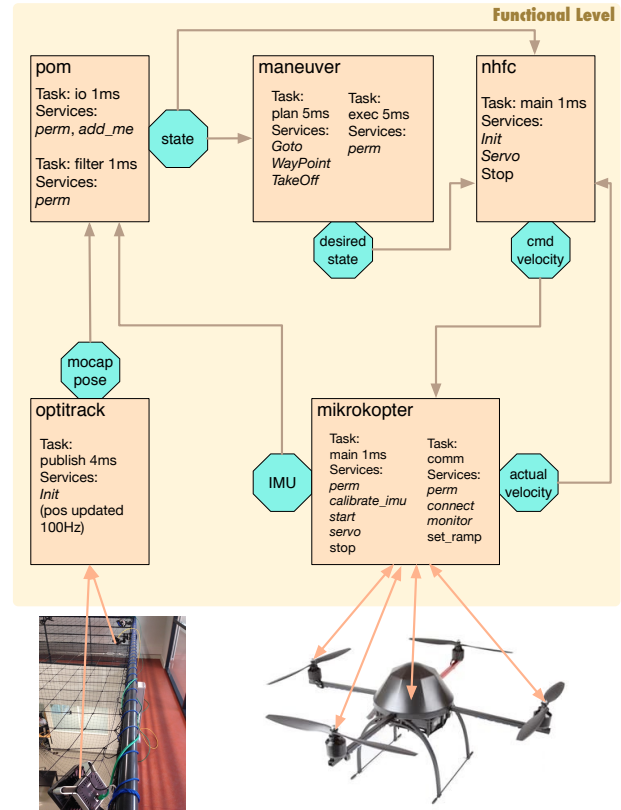 Functional Level
pom
Task: io 1ms
Services:
perm, add_me
Task: filter 1ms
Services:
perm
state
maneuver
Task:
plan 5ms
Services:
Goto
WayPoint
TakeOff
Task:
exec 5ms
Services:
perm
desired
state
nhfc
Task: main 1ms
Services:
Init
Servo
Stop
cmd
velocity
mocap
pose
optitrack
Task:
publish 4ms
Services:
Init
(pos updated
100Hz)
IMU
mikrokopter
Task:
main 1ms
Services:
perm
calibrate_imu
start
servo
stop
Task:
comm
Services:
perm
connect
monitor
set_ramp
actual
velocity